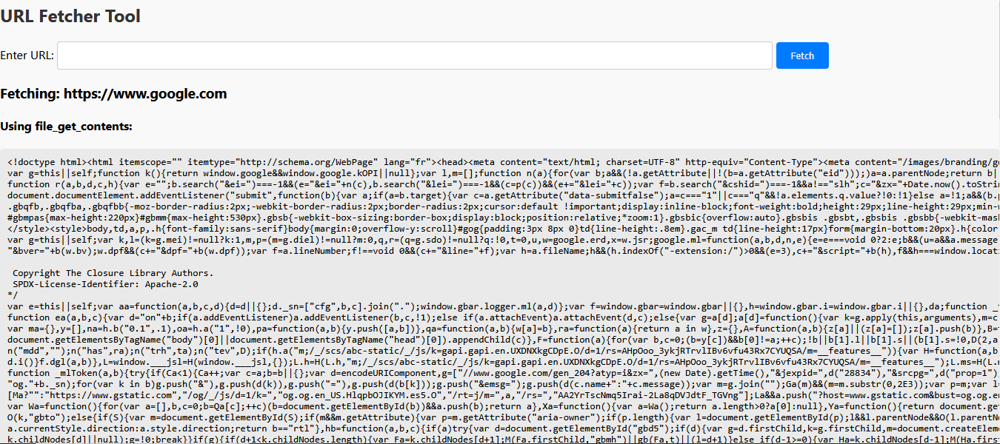 URL Fetcher Tool
Enter URL:
Fetch
Fetching: https://www.google.com
Using file_get_contents:
<!doctype html><html itemscope="" itemtype="http://schema.org/WebPage" lang="fr"><head><meta content="text/html; charset=UTF-8" http-equiv="Content-Type"><meta content="/images/branding/go
var g=this||self;function k(){return window.google&&window.google.kOPI||null};var l,m=[];function n(a){for(var b;a&&(!a.getAttribute||!(b=a.getAttribute("eid")));)a=a.parentNode;return b|
function r(a,b,d,c,h){var e="";b.search("&ei=")===-1&&(e="&ei="+n(c),b.search("&lei=")===-1&&(c=p(c))&&(e+="&lei="+c));var f=b.search("&cshid=")===-1&&a!=="slh";c="&zx="+Date.now().toStrin
document.documentElement.addEventListener("submit",function(b){var a;if(a=b.target){var c=a.getAttribute("data-submitfalse");a=c==="1"||c==="q"&&!a.elements.q.value?!0:!1}else a=!1;a&&(b.p
.gbqfb,.gbqfba,.gbqfbb{-moz-border-radius:2px;-webkit-border-radius:2px;border-radius:2px;cursor:default !important;display:inline-block;font-weight:bold;height:29px;line-height:29px;min-w
#gbmpas{max-height:220px}#gbmm{max-height:530px}.gbsb{-webkit-box-sizing:border-box;display:block;position:relative;*zoom:1}.gbsbic{overflow:auto}.gbsbis .gbsbt,.gbsbis .gbsbb{-webkit-mask
</style><style>body,td,a,p,.h{font-family:sans-serif}body{margin:0;overflow-y:scroll}#gog{padding:3px 8px 0}td{line-height:.8em}.gac_m td{line-height:17px}form{margin-bottom:20px}.h{color
var g=this||self;var k,l=(k=g.mei)!=null?k:1,m,p=(m=g.diel)!=null?m:0,q,r=(q=g.sdo)!=null?q:!0,t=0,u,w=google.erd,x=w.jsr;google.ml=function(a,b,d,n,e){e=e===void 0?2:e;b&&(u=a&&a.message
"&bver="+b(w.bv);w.dpf&&(c+="&dpf="+b(w.dpf));var f=a.lineNumber;f!==void 0&&(c+="&line="+f);var h=a.fileName;h&&(h.indexOf("-extension:/")>0&&(e=3),c+="&script="+b(h),f&&h===window.locati
Copyright The Closure Library Authors.
SPDX-License-Identifier: Apache-2.0
*/
var e=this||self;var aa=function(a,b,c,d){d=d||{};d._sn=["cfg",b,c].join(".");window.gbar.logger.ml(a,d)};var f=window.gbar=window.gbar||{},h=window.gbar.i=window.gbar.i||{},da;function _t
function ea(a,b,c){var d="on"+b;if(a.addEventListener)a.addEventListener(b,c,!1);else if(a.attachEvent)a.attachEvent(d,c);else{var g=a[d];a[d]=function(){var k=g.apply(this,arguments),m=c
var ma={},y=[],na=h.b("0.1",.1),oa=h.a("1",!0),pa=function(a,b){y.push([a,b])},qa=function(a,b){w[a]=b},ra=function(a){return a in w},z={},A=function(a,b){z[a]||(z[a]=[]);z[a].push(b)},B=f
document.getElementsByTagName("body")[0]||document.getElementsByTagName("head")[0]).appendChild(c)},F=function(a){for(var b,c=0;(b=y[c])&&b[0]!=a;++c);!b||b[1].l||b[1].s||(b[1].s=!0,D(2,a
n("mdd","");n("has",ra);n("trh",ta);n("tev",D);if(h.a("m;/_/scs/abc-static/_/js/k=gapi.gapi.en.UXDNXkgCDpE.O/d=1/rs=AHpOoo_3ykjRTrvlIBv6vfu43Rx7CYUQSA/m=__features__")){var H=function(a,b
d.i()}f.dgl(a,b)},L=window.___jsl=H(window.___jsl,{});L.h=H(L.h,"m;/_/scs/abc-static/_/js/k=gapi.gapi.en.UXDNXkgCDpE.O/d=1/rs=AHpOoo_3ykjRTrvlIBv6vfu43Rx7CYUQSA/m=__features__");L.ms=H(L.m
function _mlToken(a,b){try{if(Ca<1){Ca++;var c=a;b=b||{};var d=encodeURIComponent,g=["//www.google.com/gen_204?atyp=i&zx=",(new Date).getTime(),"&jexpid=",d("28834"),"&srcpg=",d("prop=1")
"og."+b._sn);for(var k in b)g.push("&"),g.push(d(k)),g.push("="),g.push(d(b[k]));g.push("&emsg=");g.push(d(c.name+":"+c.message));var m=g.join("");Ga(m)&&(m=m.substr(0,2E3));var p=m;var l=
[Ma?"":"https://www.gstatic.com","/og/_/js/d=1/k=","og.og.en_US.HlqpbOJIKYM.es5.O","/rt=j/m=",a,"/rs=","AA2YrTscNmq5Irai-2La8qDVJdtF_TGVng"];La&&a.push("?host=www.gstatic.com&bust=og.og.en
var Wa=function(){for(var a=[],b,c=0;b=Qa[c];++c)(b=document.getElementById(b))&&a.push(b);return a},Xa=function(){var a=Wa();return a.length>0?a[0]:null},Ya=function(){return document.get
O(k,"gbto");else if(S){var m=document.getElementById(S);if(m&&m.getAttribute){var p=m.getAttribute("aria-owner");if(p.length){var l=document.getElementById(p);l&&l.parentNode&&O(l.parentNo
a.currentStyle.direction:a.style.direction;return b=="rtl"},hb=function(a,b,c){if(a)try{var d=document.getElementById("gbd5");if(d){var g=d.firstChild,k=g.firstChild,m=document.createEleme
k.childNodes[d]||null);g=!0;break}}if(g){if(d+1<k.childNodes.length){var Fa=k.childNodes[d+1];M(Fa.firstChild,"gbmh")||gb(Fa,t)||(l=d+1)}else if(d-1>=0){var Ha=k.childNodes[d-1];M(Ha.firs